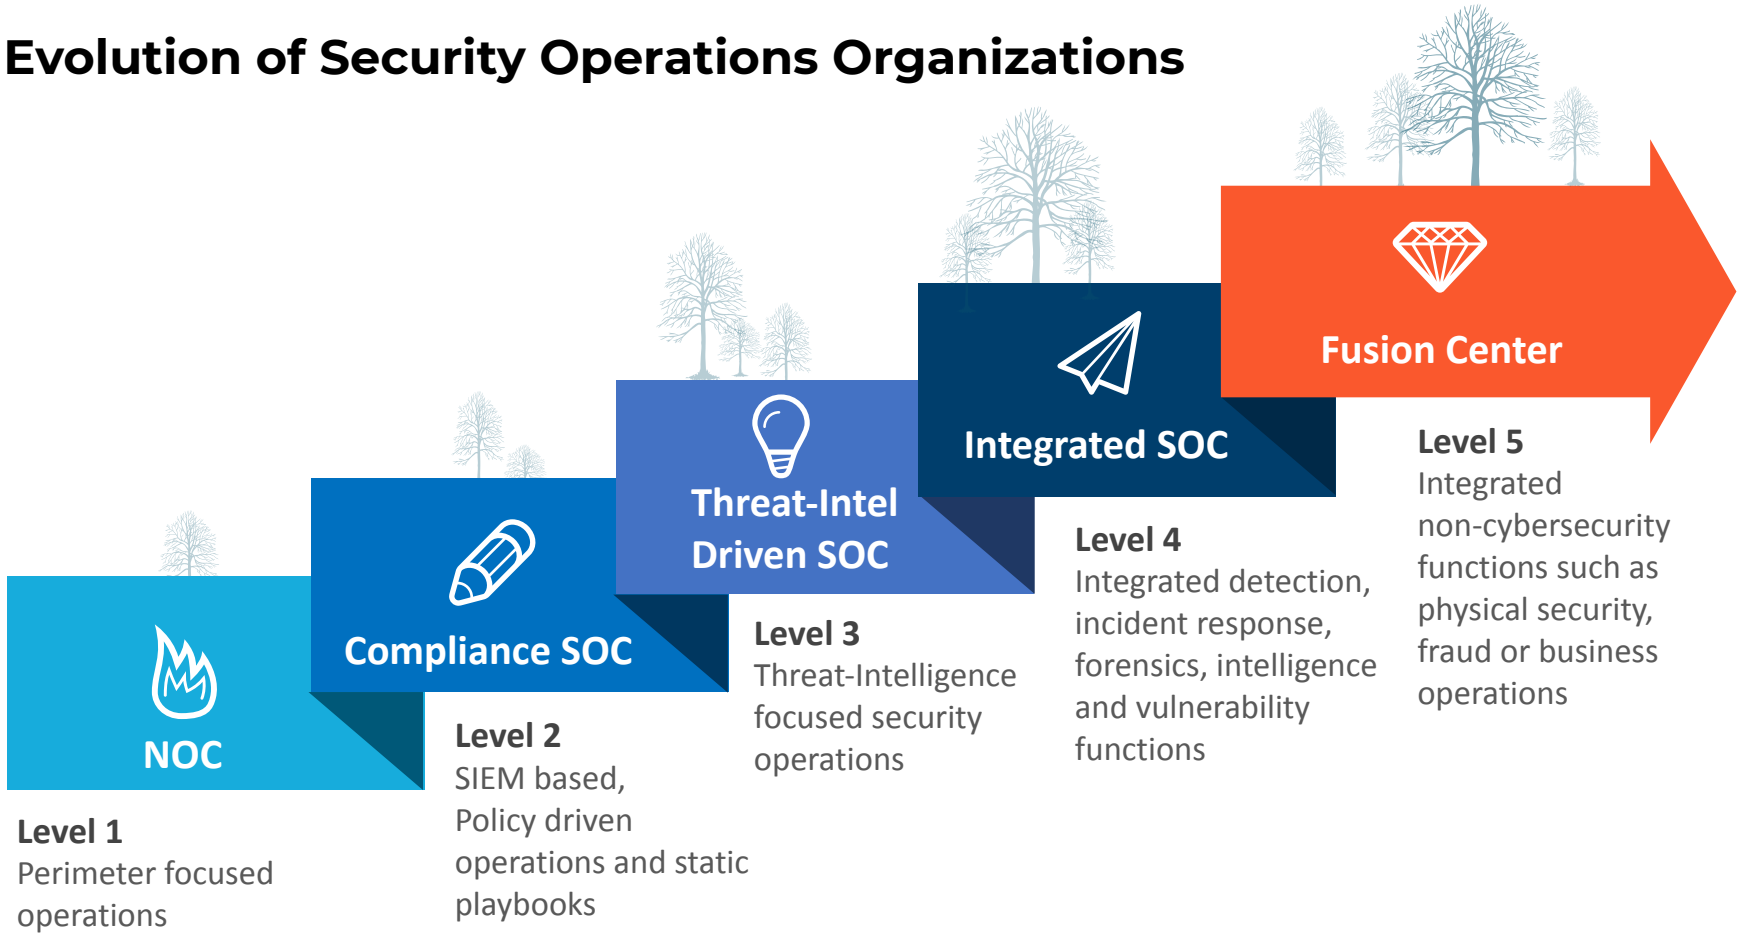 Evolution of Security Operations Organizations
NOC
Level 1
Perimeter focused
operations
Compliance SOC
Level 2
SIEM based,
Policy driven
operations and static
playbooks
Threat-Intel
Driven SOC
Level 3
Threat-Intelligence
focused security
operations
Integrated SOC
Level 4
Integrated detection,
incident response,
forensics, intelligence
and vulnerability
functions
Fusion Center
Level 5
Integrated
non-cybersecurity
functions such as
physical security,
fraud or business
operations